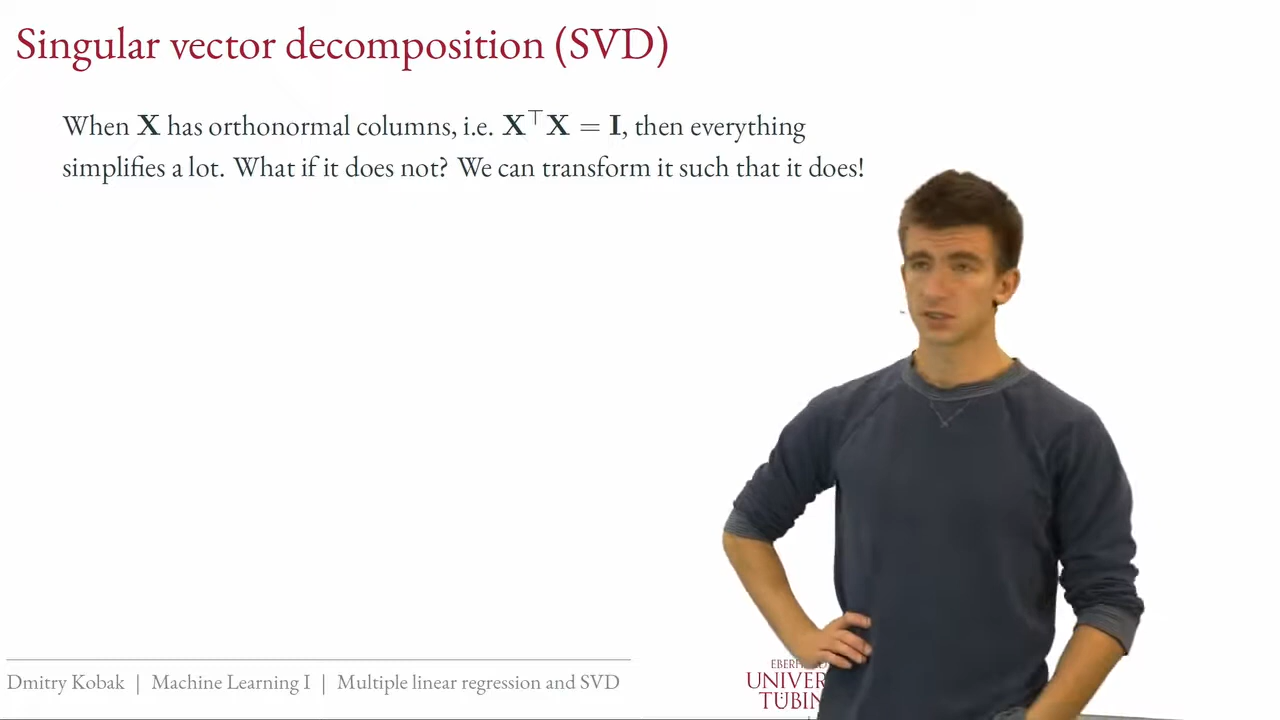 Singular vector decomposition (SVD)
When X has orthonormal columns, i.e. X⊤X = I, then everything
simplifies a lot. What if it does not? We can transform it such that it does!
Dmitry Kobak | Machine Learning I | Multiple linear regression and SVD